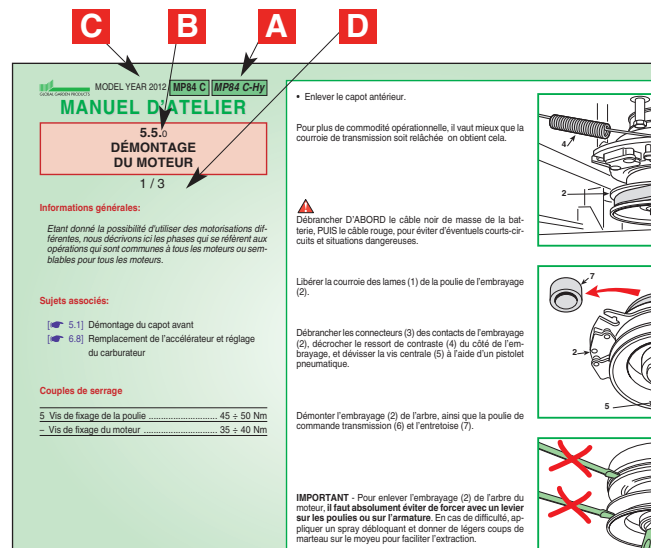 C B A D
GLOBAL GARDEN PRODUCTS MODEL YEAR 2012 MP84 C MP84 C-Hy
MANUEL D'ATELIER
5.5.0
DÉMONTAGE
DU MOTEUR
1 / 3
Informations générales:
Etant donné la possibilité d'utiliser des motorisations dif-
férentes, nous décrivons ici les phases qui se réfèrent aux
opérations qui sont communes à tous les moteurs ou sem-
blables pour tous les moteurs.
Sujets associés:
[☛ 5.1] Démontage du capot avant
[☛ 6.8] Remplacement de l'accélérateur et réglage
du carburateur
Couples de serrage
5 Vis de fixage de la poulie ............................ 45 ÷ 50 Nm
– Vis de fixage du moteur .............................. 35 ÷ 40 Nm
• Enlever le capot antérieur.
Pour plus de commodité opérationnelle, il vaut mieux que la
courroie de transmission soit relâchée on obtient cela.
Débrancher D'ABORD le câble noir de masse de la bat-
terie, PUIS le câble rouge, pour éviter d'éventuels courts-cir-
cuits et situations dangereuses.
Libérer la courroie des lames (1) de la poulie de l'embrayage
(2).
Débrancher les connecteurs (3) des contacts de l'embrayage
(2), décrocher le ressort de contraste (4) du côté de l'em-
brayage, et dévisser la vis centrale (5) à l'aide d'un pistolet
pneumatique.
Démonter l'embrayage (2) de l'arbre, ainsi que la poulie de
commande transmission (6) et l'entretoise (7).
IMPORTANT - Pour enlever l'embrayage (2) de l'arbre du
moteur, il faut absolument éviter de forcer avec un levier
sur les poulies ou sur l'armature. En cas de difficulté, ap-
pliquer un spray débloquant et donner de légers coups de
marteau sur le moyeu pour faciliter l'extraction.
4
2
7
2
5